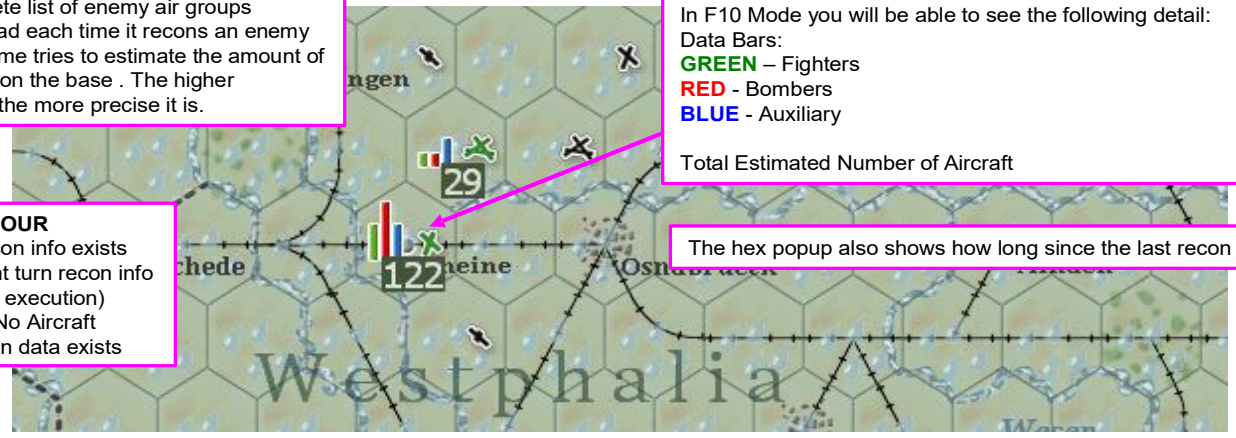 ete list of enemy air groups
ad each time it recons an enemy
me tries to estimate the amount of
on the base . The higher
the more precise it is.
In F10 Mode you will be able to see the following detail:
Data Bars:
GREEN – Fighters
RED - Bombers
BLUE - Auxiliary
Total Estimated Number of Aircraft
ngen
29
OUR
con info exists
nt turn recon info
execution)
No Aircraft
n data exists
The hex popup also shows how long since the last recon
chede
122
heine
Westphalia